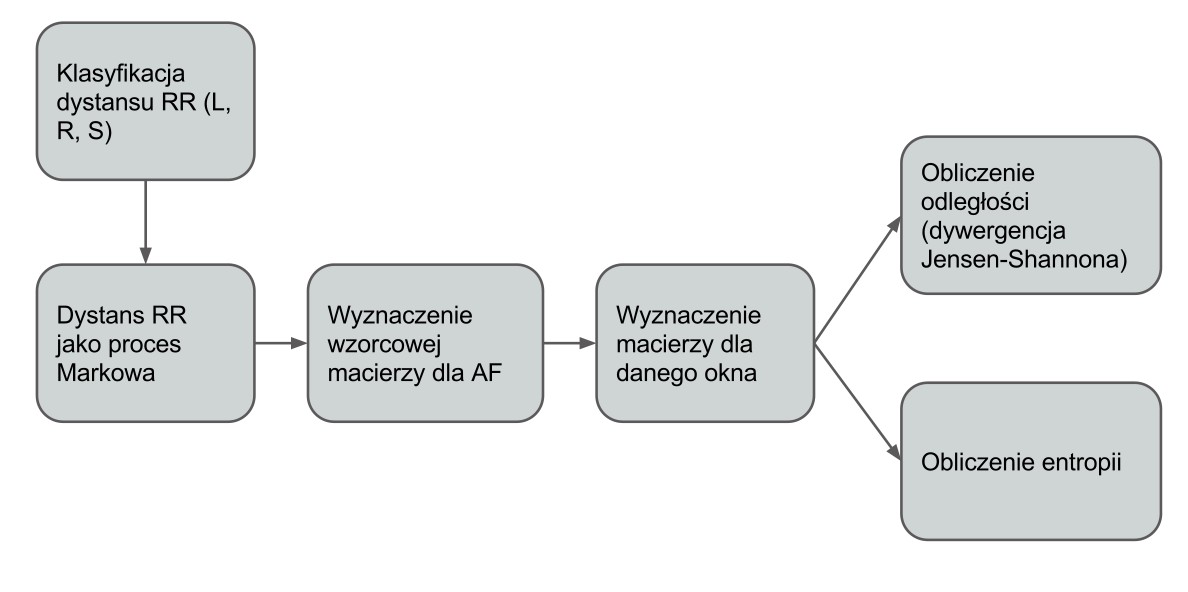 Klasyfikacja
dystansu RR (L,
R, S)
Dystans RR
jako proces
Markowa
Wyznaczenie
wzorcowej
macierzy dla AF
Wyznaczenie
macierzy dla
danego okna
Obliczenie
odległości
(dywergencja
Jensen-Shannona)
Obliczenie entropii